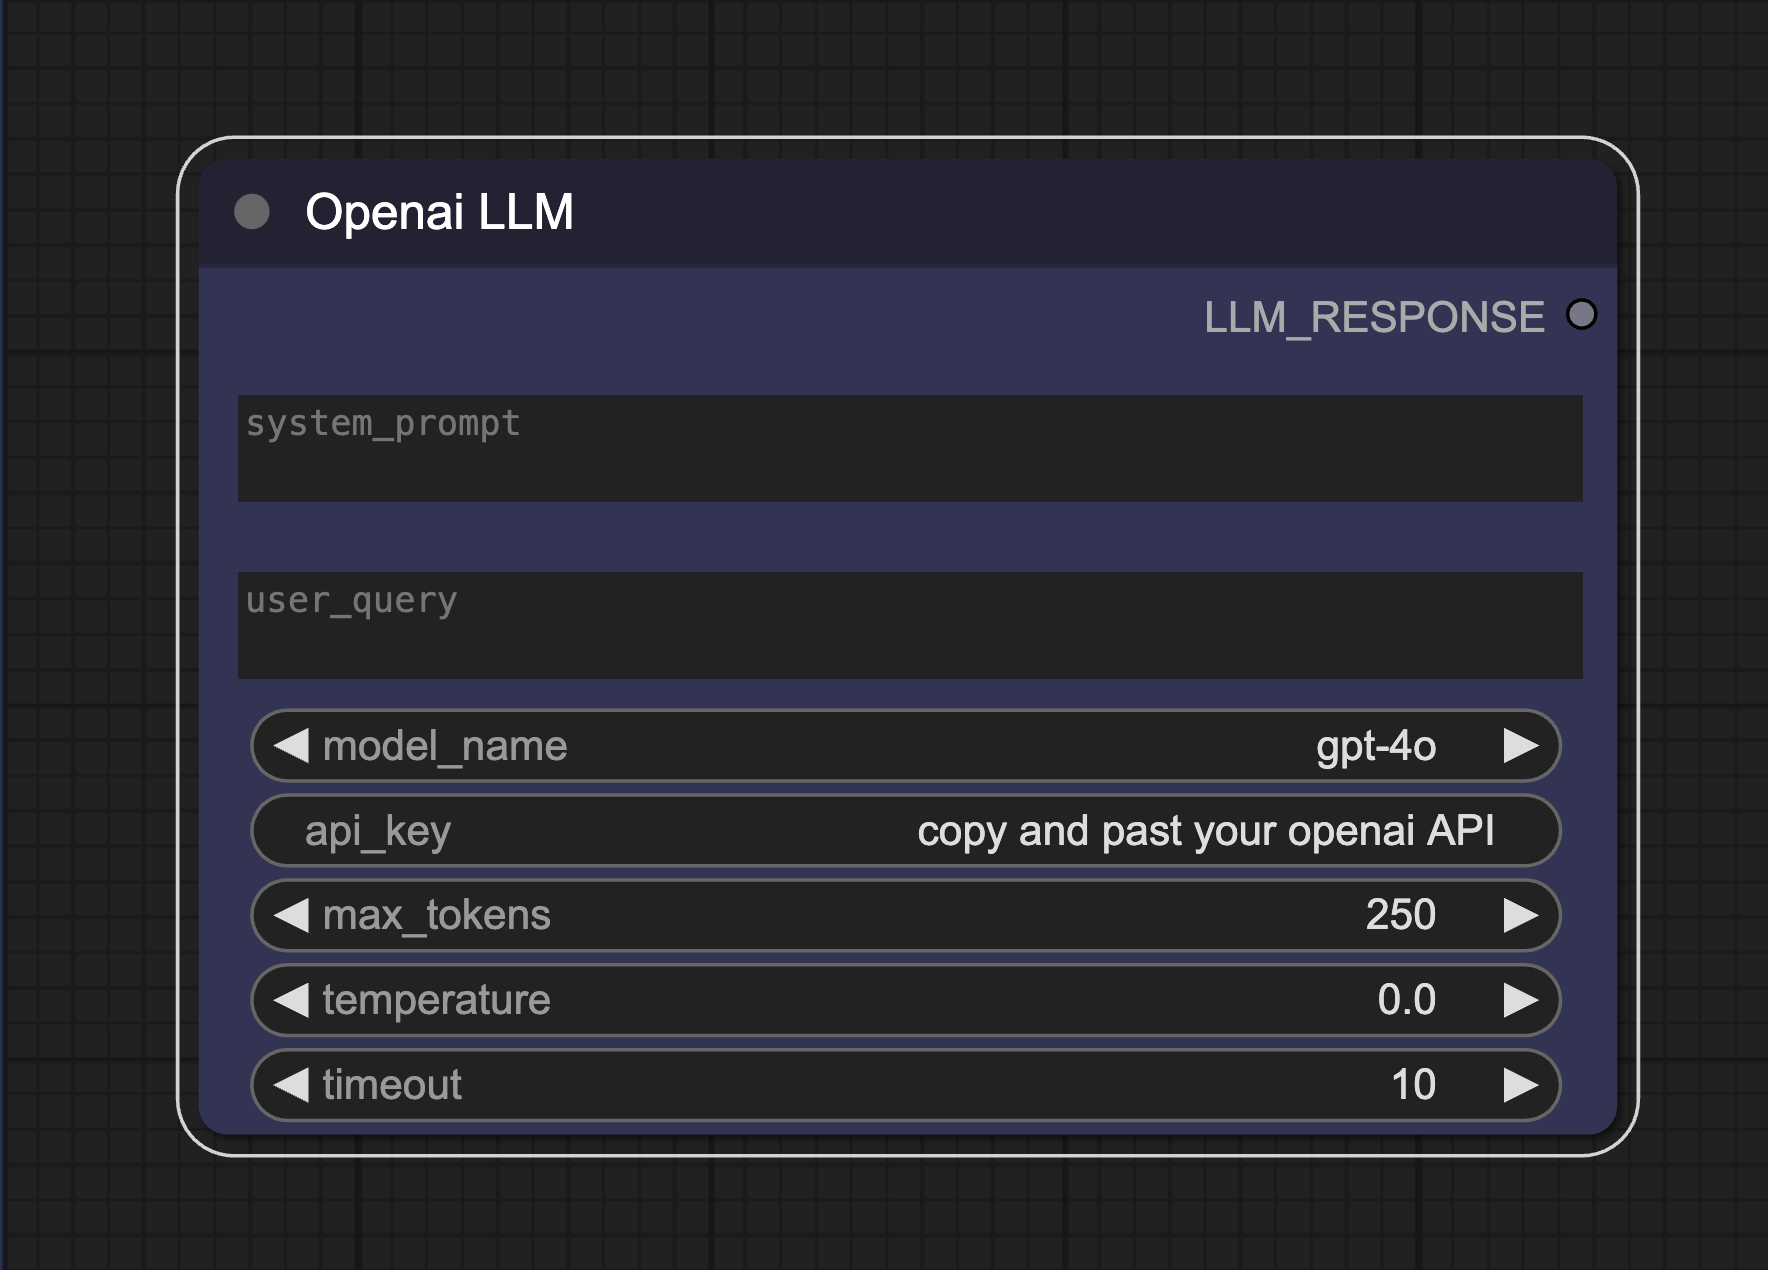 Openai LLM
LLM_RESPONSE
system_prompt
user_query
model_name gpt-4o
api_key copy and past your openai API
max_tokens 250
temperature 0.0
timeout 10